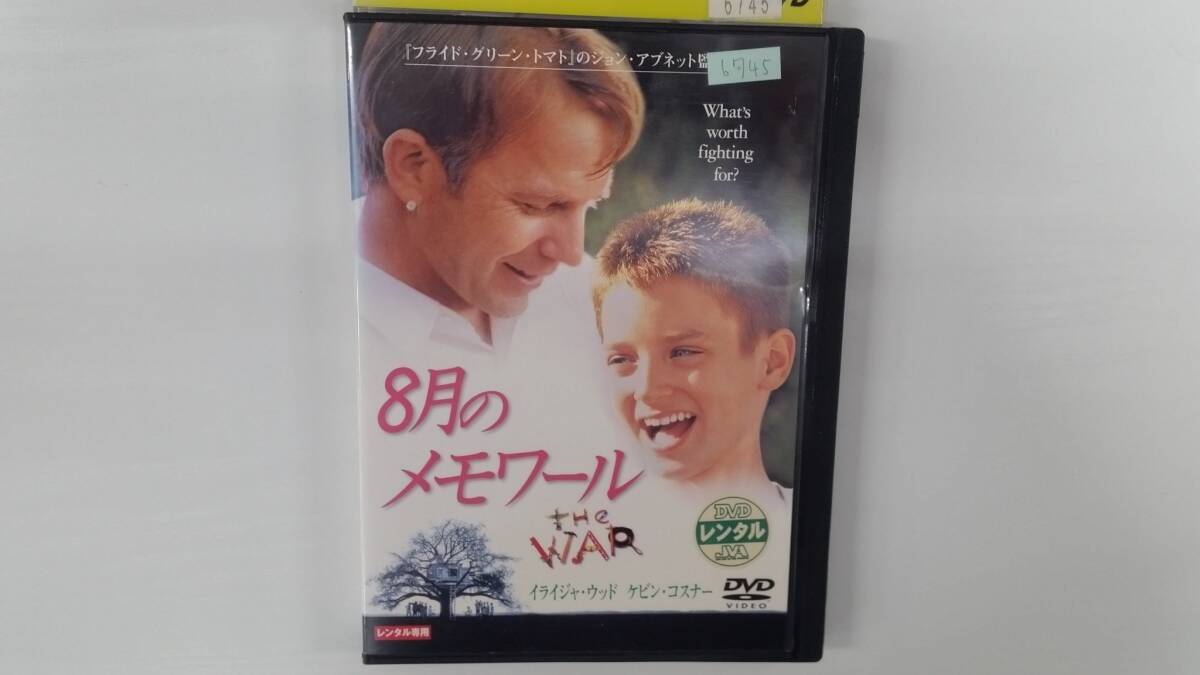 6745
『フライド・グリーン・トマト』のジョン・アブネット監
6745
What's
worth
fighting
for?
8月の
メモワール
THE
WAR
DVD
レンタル
JVA
イライジャ・ウッド ケビン・コスナー
DVD
VIDEO
レンタル専用